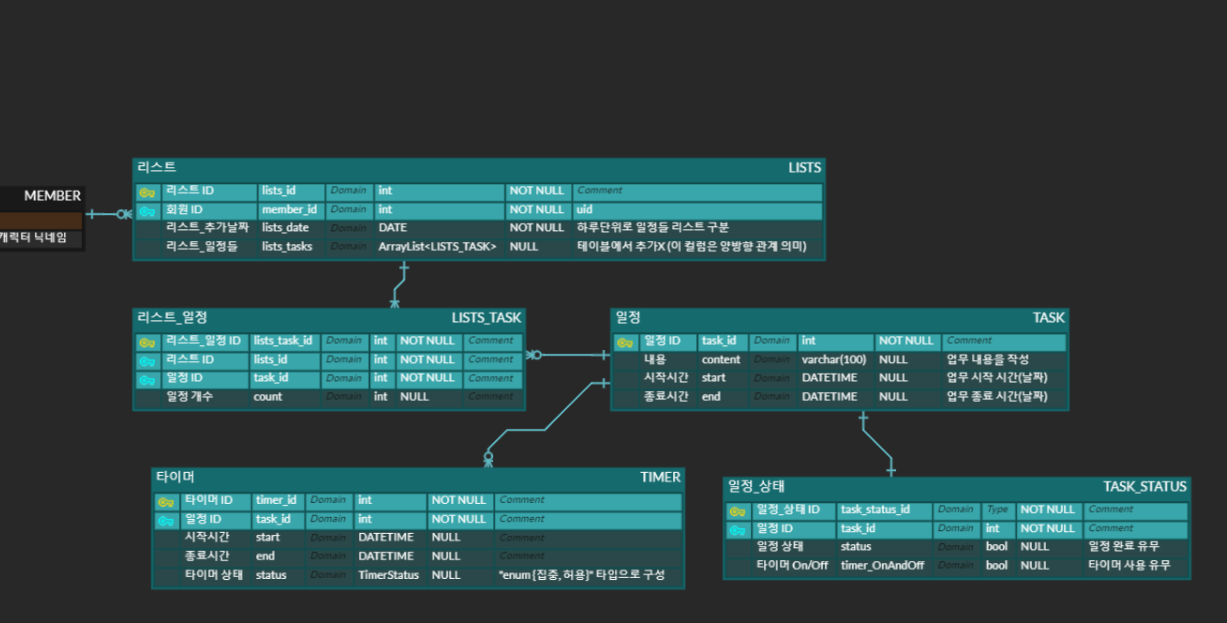 MEMBER
캐릭터 닉네임
리스트 LISTS
리스트 ID lists_id Domain int NOT NULL Comment
회원 ID member_id Domain int NOT NULL uid
리스트_추가날짜 lists_date Domain DATE NOT NULL 하루단위로 일정들 리스트 구분
리스트_일정들 lists_tasks Domain ArrayList<LISTS_TASK> NULL 테이블에서 추가X (이 컬럼은 양방향 관계 의미)
리스트_일정 LISTS_TASK
리스트_일정 ID lists_task_id Domain int NOT NULL Comment
리스트 ID lists_id Domain int NOT NULL Comment
일정 ID task_id Domain int NOT NULL Comment
일정 개수 count Domain int NULL Comment
일정 TASK
일정 ID task_id Domain int NOT NULL Comment
내용 content Domain varchar(100) NULL 업무 내용을 작성
시작시간 start Domain DATETIME NULL 업무 시작 시간(날짜)
종료시간 end Domain DATETIME NULL 업무 종료 시간(날짜)
타이머 TIMER
타이머 ID timer_id Domain int NOT NULL Comment
일정 ID task_id Domain int NOT NULL Comment
시작시간 start Domain DATETIME NULL Comment
종료시간 end Domain DATETIME NULL Comment
타이머 상태 status Domain TimerStatus NULL "enum [집중, 허용]" 타입으로 구성
일정_상태 TASK_STATUS
일정_상태 ID task_status_id Domain Type NOT NULL Comment
일정 ID task_id Domain int NOT NULL Comment
일정 상태 status Domain bool NULL 일정 완료 유무
타이머 On/Off timer_OnAndOff Domain bool NULL 타이머 사용 유무